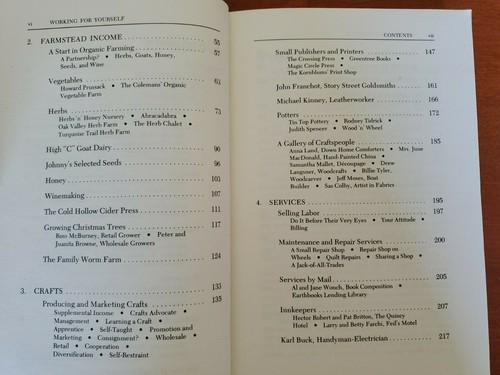 vi WORKING FOR YOURSELF
2. FARMSTEAD INCOME 55
A Start in Organic Farming 57
A Partnership? • Herbs, Goats, Honey,
Seeds, and Wine
Vegetables 63
Howard Prussack • The Colemans' Organic
Vegetable Farm
Herbs 73
Herbs 'n' Honey Nursery • Abracadabra •
Oak Valley Herb Farm • The Herb Chalet •
Turquoise Trail Herb Farm
High "C" Goat Dairy 90
Johnny's Selected Seeds 96
Honey 101
Winemaking 107
The Cold Hollow Cider Press 111
Growing Christmas Trees 117
Ross McBurney, Retail Grower • Peter and
Juanita Browne, Wholesale Growers
The Family Worm Farm 124
3. CRAFTS 133
Producing and Marketing Crafts 135
Supplemental Income • Crafts Advocate •
Management • Learning a Craft •
Apprentice • Self-Taught • Promotion and
Marketing • Consignment? • Wholesale •
Retail • Cooperation •
Diversification • Self-Restraint
CONTENTS vii
Small Publishers and Printers 147
The Crossing Press • Greentree Books •
Magic Circle Press •
The Kornblums' Print Shop
John Franchot, Story Street Goldsmiths 161
Michael Kinney, Leatherworker 166
Potters 172
Tin Top Pottery • Rodney Tidrick •
Judith Spencer • Wood 'n' Wheel
A Gallery of Craftspeople 185
Anna Land, Down Home Comforters • Mrs. June
MacDonald, Hand-Painted China •
Samantha Mallet, Découpage • Drew
Langsner, Woodcrafts • Billie Tyler,
Woodcarver • Jeff Moses, Boat
Builder • Sas Colby, Artist in Fabrics
4. SERVICES 195
Selling Labor 197
Do It Before Their Very Eyes • Your Attitude •
Billing
Maintenance and Repair Services 200
A Small Repair Shop • Repair Shop on
Wheels • Quilt Repairs • Sharing a Shop •
A Jack-of-All-Trades
Services by Mail 205
Al and Jane Wonch, Book Composition •
Earthbooks Lending Library
Innkeepers 207
Hector Robert and Pat Britton, The Quincy
Hotel • Larry and Betty Farchi, Feil's Motel
Karl Buck, Handyman-Electrician 217